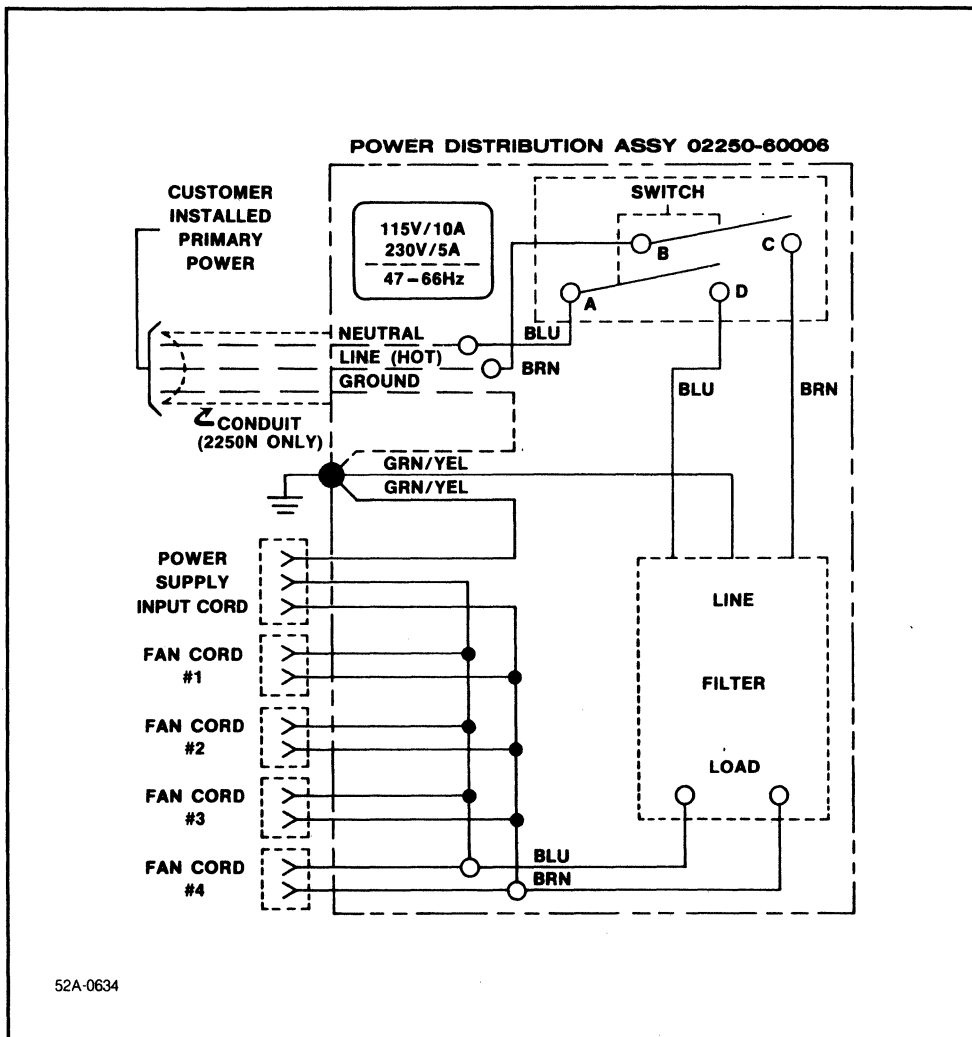 POWER DISTRIBUTION ASSY 02250-60006
CUSTOMER
INSTALLED
PRIMARY
POWER
115V/10A
230V/5A
47-66Hz
SWITCH
B
C
A
D
NEUTRAL
BLU
LINE (HOT)
BRN
GROUND
BLU
BRN
CONDUIT
(2250N ONLY)
GRN/YEL
GRN/YEL
POWER
SUPPLY
INPUT CORD
LINE
FILTER
LOAD
FAN CORD
#1
FAN CORD
#2
FAN CORD
#3
FAN CORD
#4
BLU
BRN
52A-0634